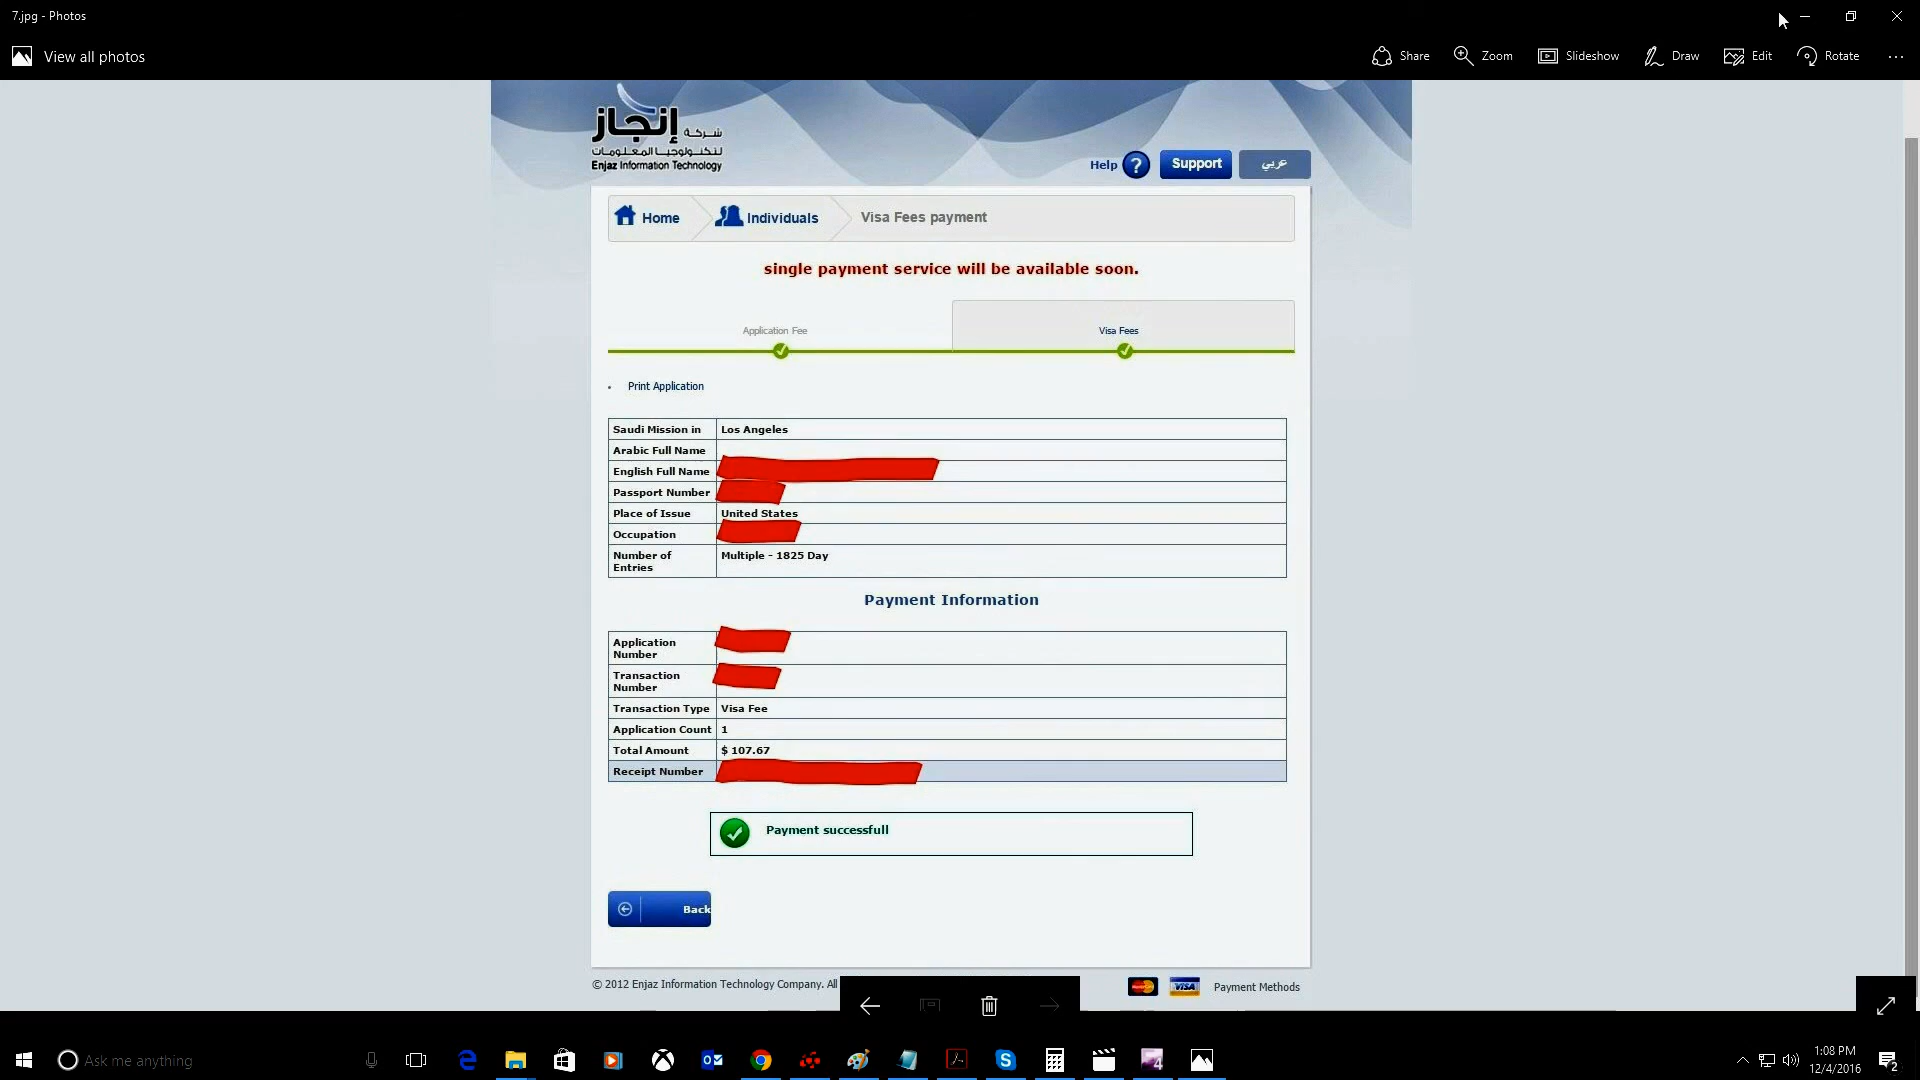 7.jpg - Photos
View all photos
Share
Zoom
Slideshow
Draw
Edit
Rotate
شركة إنجاز
لتكنولوجيا المعلومات
Enjaz Information Technology
Help ?
Support
عربي
Home
Individuals
Visa Fees payment
single payment service will be available soon.
Application Fee
Visa Fees
Print Application
Saudi Mission in Los Angeles
Arabic Full Name
English Full Name
Passport Number
Place of Issue United States
Occupation
Number of Entries Multiple - 1825 Day
Payment Information
Application Number
Transaction Number
Transaction Type Visa Fee
Application Count 1
Total Amount $ 107.67
Receipt Number
Payment successfull
Back
© 2012 Enjaz Information Technology Company. All
MasterCard
VISA
Payment Methods
Ask me anything
4
1:08 PM
12/4/2016
2